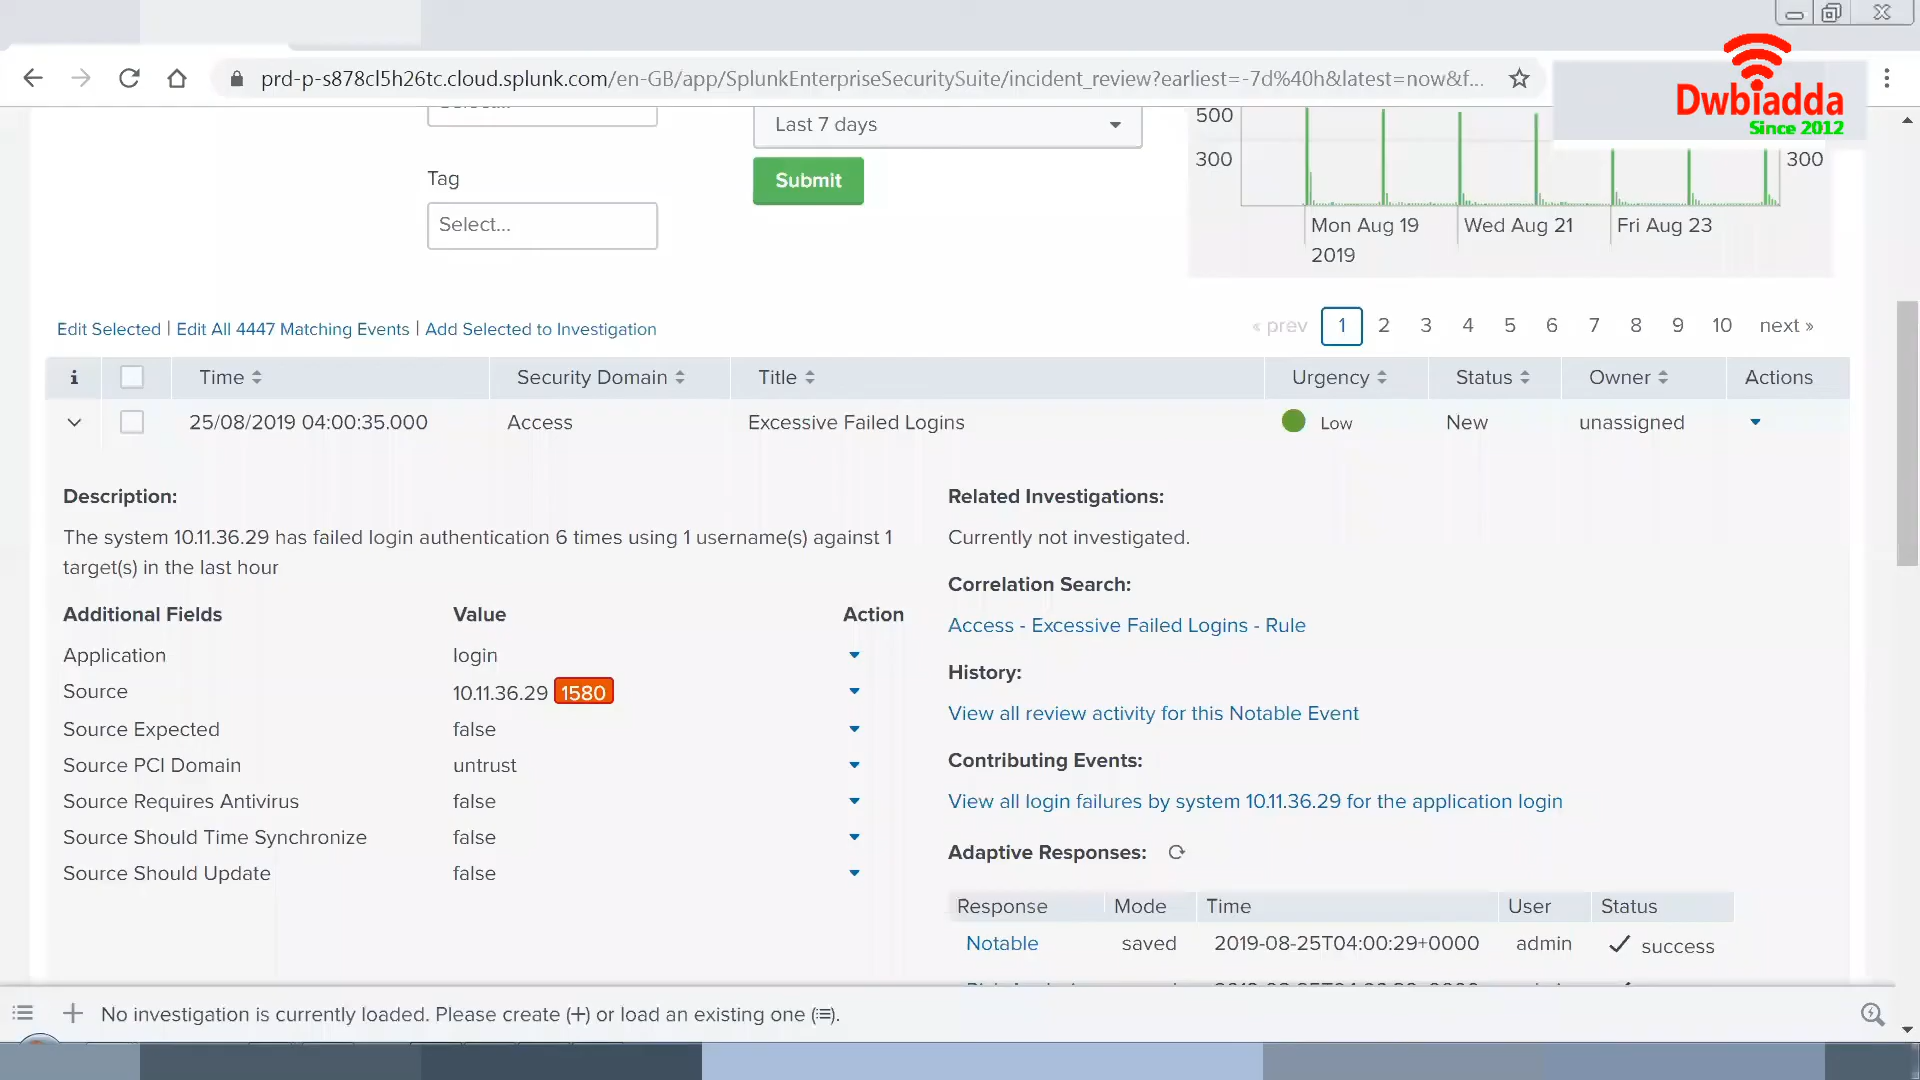 prd-p-s878cl5h26tc.cloud.splunk.com/en-GB/app/SplunkEnterpriseSecuritySuite/incident_review?earliest=-7d%40h&latest=now&f...
Dwbiadda
Since 2012
Last 7 days
500
300
300
Tag
Submit
Select...
Mon Aug 19
2019
Wed Aug 21
Fri Aug 23
Edit Selected | Edit All 4447 Matching Events | Add Selected to Investigation
« prev 1 2 3 4 5 6 7 8 9 10 next »
i Time Security Domain Title Urgency Status Owner Actions
25/08/2019 04:00:35.000 Access Excessive Failed Logins Low New unassigned
Description:
The system 10.11.36.29 has failed login authentication 6 times using 1 username(s) against 1
target(s) in the last hour
Additional Fields Value Action
Application login
Source 10.11.36.29 1580
Source Expected false
Source PCI Domain untrust
Source Requires Antivirus false
Source Should Time Synchronize false
Source Should Update false
Related Investigations:
Currently not investigated.
Correlation Search:
Access - Excessive Failed Logins - Rule
History:
View all review activity for this Notable Event
Contributing Events:
View all login failures by system 10.11.36.29 for the application login
Adaptive Responses:
Response Mode Time User Status
Notable saved 2019-08-25T04:00:29+0000 admin success
No investigation is currently loaded. Please create (+) or load an existing one (≔).